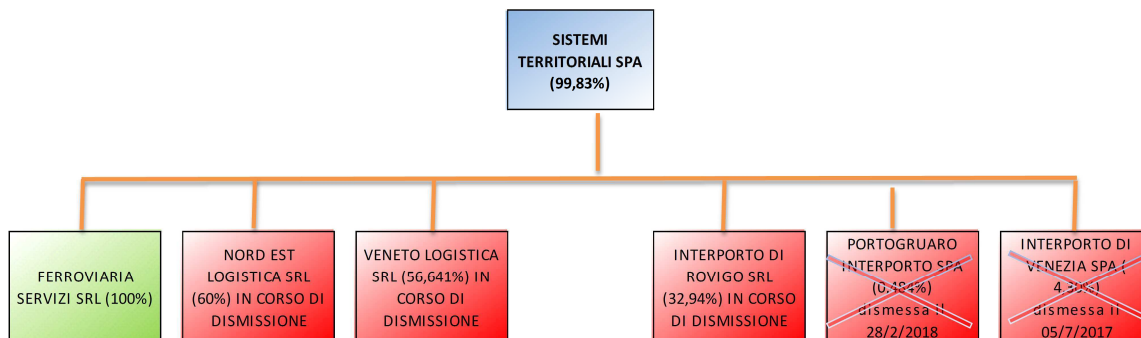 SISTEMI
TERRITORIALI SPA
(99,83%)
FERROVIARIA
SERVIZI SRL (100%)
NORD EST
LOGISTICA SRL
(60%) IN CORSO DI
DISMISSIONE
VENETO LOGISTICA
SRL (56,641%) IN
CORSO DI
DISMISSIONE
INTERPORTO DI
ROVIGO SRL
(32,94%) IN CORSO
DI DISMISSIONE
PORTOGRUARO
INTERPORTO SPA
(0,484%)
dismessa il
28/2/2018
INTERPORTO DI
VENEZIA SPA (
dismessa il
05/7/2017